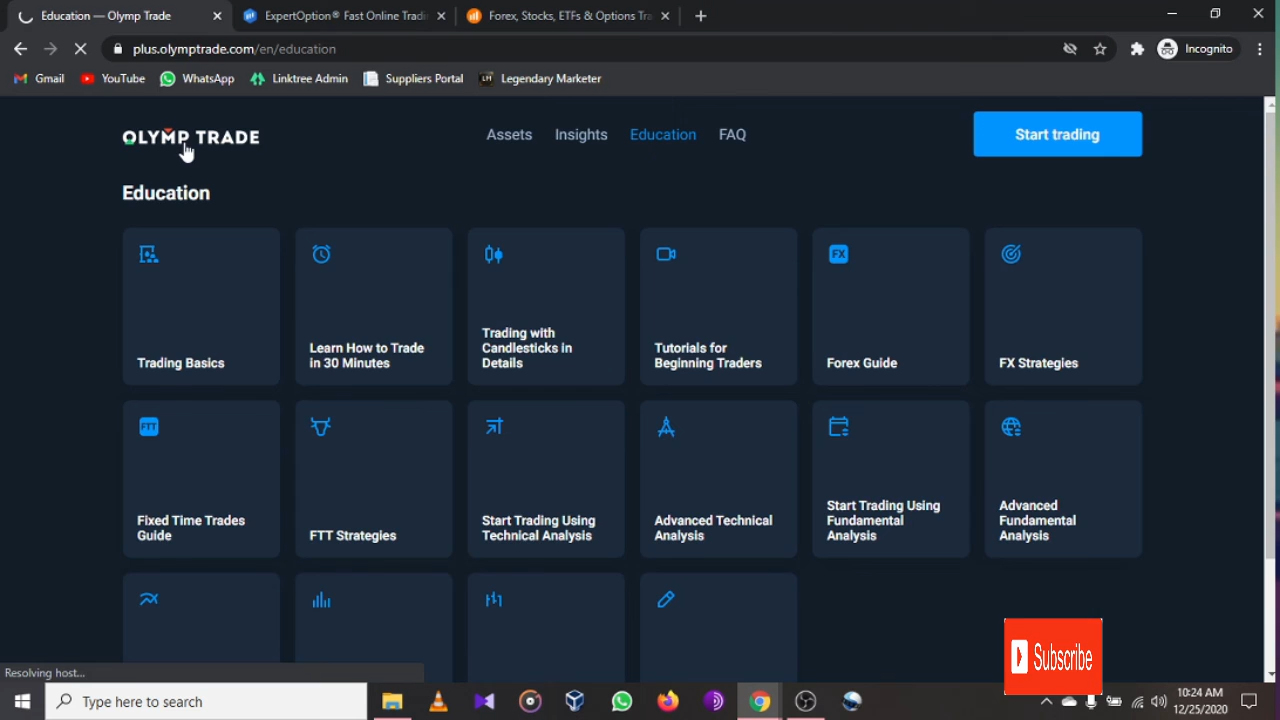 Education — Olymp Trade
ExpertOption® Fast Online Tradi
Forex, Stocks, ETFs & Options Tra
plus.olymptrade.com/en/education
Incognito
Gmail
YouTube
WhatsApp
Linktree Admin
Suppliers Portal
LH
Legendary Marketer
OLYMP TRADE
Assets
Insights
Education
FAQ
Start trading
Education
Trading Basics
Learn How to Trade
in 30 Minutes
Trading with
Candlesticks in
Details
Tutorials for
Beginning Traders
FX
Forex Guide
FX Strategies
FTT
Fixed Time Trades
Guide
FTT Strategies
Start Trading Using
Technical Analysis
Advanced Technical
Analysis
Start Trading Using
Fundamental
Analysis
Advanced
Fundamental
Analysis
Subscribe
Resolving host...
Type here to search
10:24 AM
12/25/2020